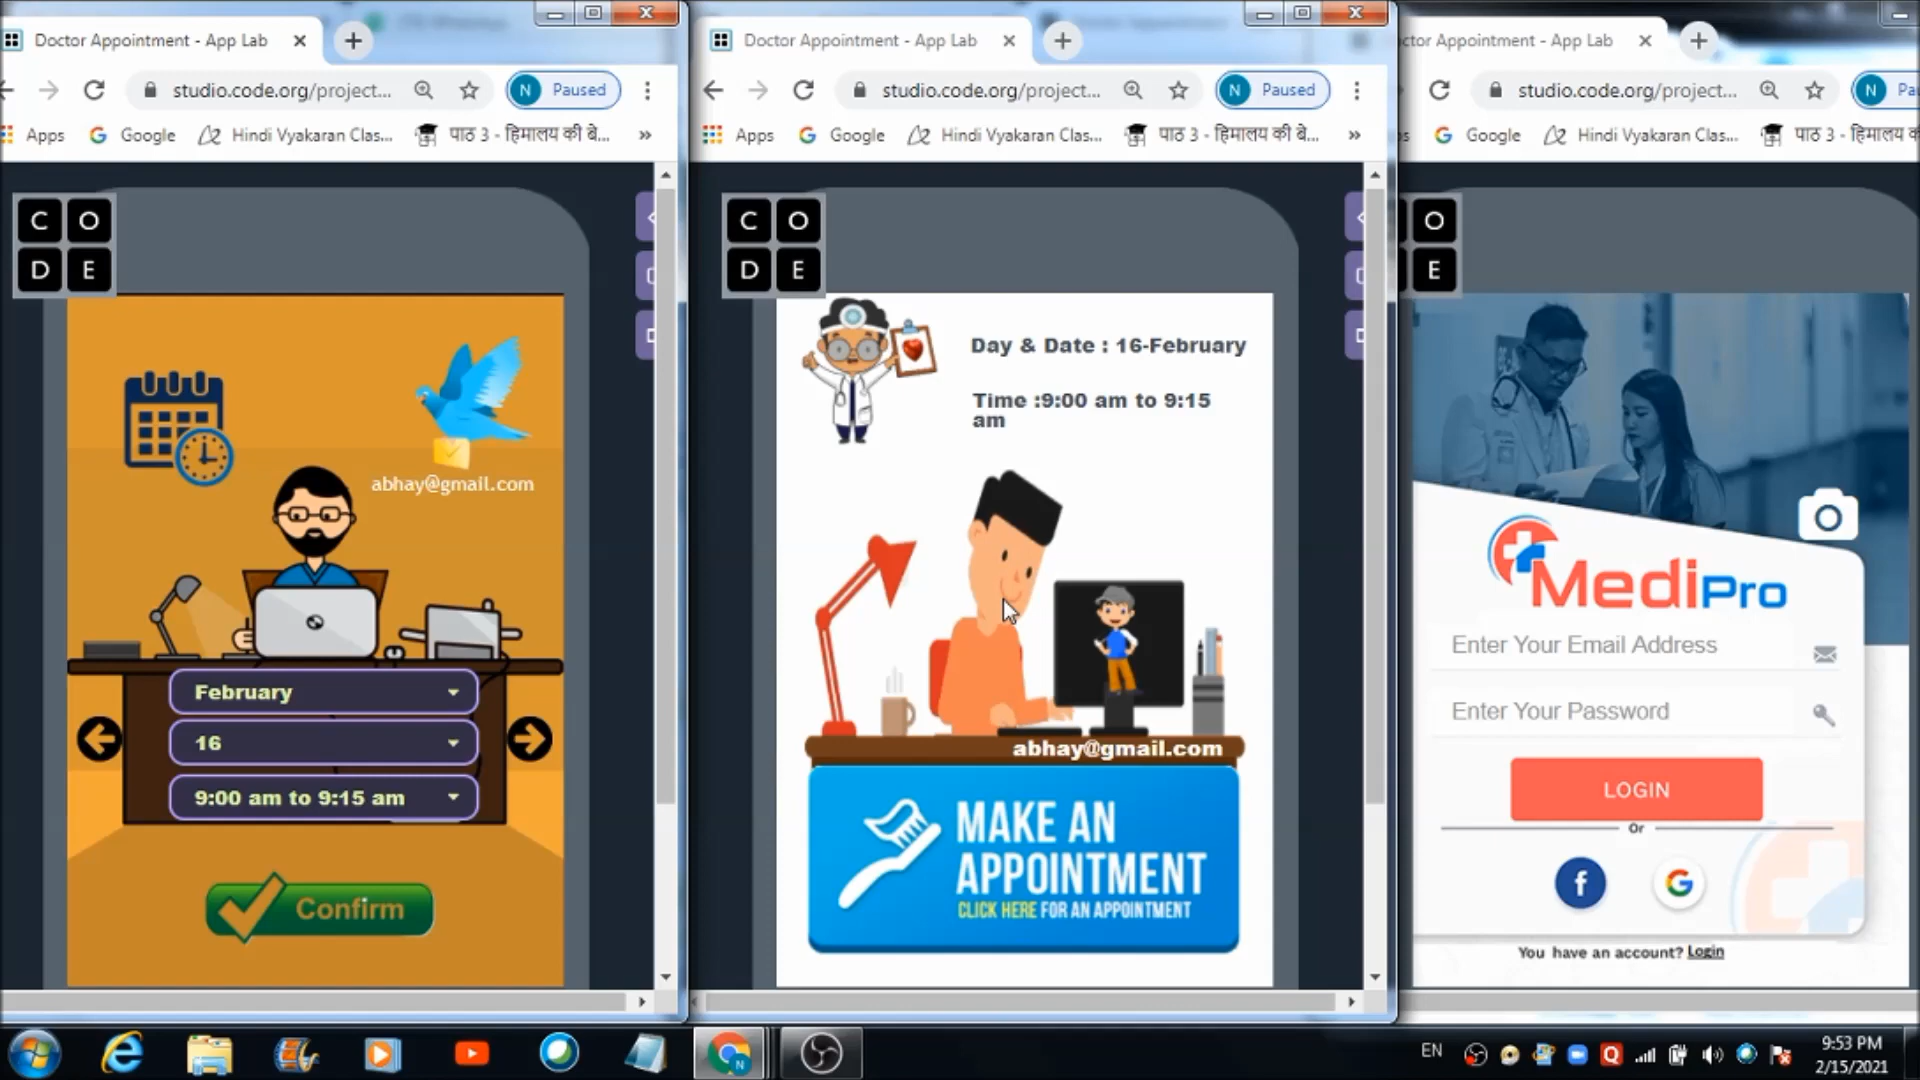 Doctor Appointment - App Lab
studio.code.org/project...
N
Paused
Apps
Google
Hindi Vyakaran Clas...
पाठ 3 - हिमालय की बे...
»
C O
D E
abhay@gmail.com
February
16
9:00 am to 9:15 am
Confirm
Doctor Appointment - App Lab
studio.code.org/project...
N
Paused
Apps
Google
Hindi Vyakaran Clas...
पाठ 3 - हिमालय की बे...
»
C O
D E
Day & Date : 16-February
Time :9:00 am to 9:15
am
abhay@gmail.com
MAKE AN
APPOINTMENT
CLICK HERE FOR AN APPOINTMENT
ctor Appointment - App Lab
studio.code.org/project...
N
Pau
ps
Google
Hindi Vyakaran Clas...
पाठ 3 - हिमालय
O
E
MediPro
Enter Your Email Address
Enter Your Password
LOGIN
Or
f
G
You have an account? Login
EN
9:53 PM
2/15/2021